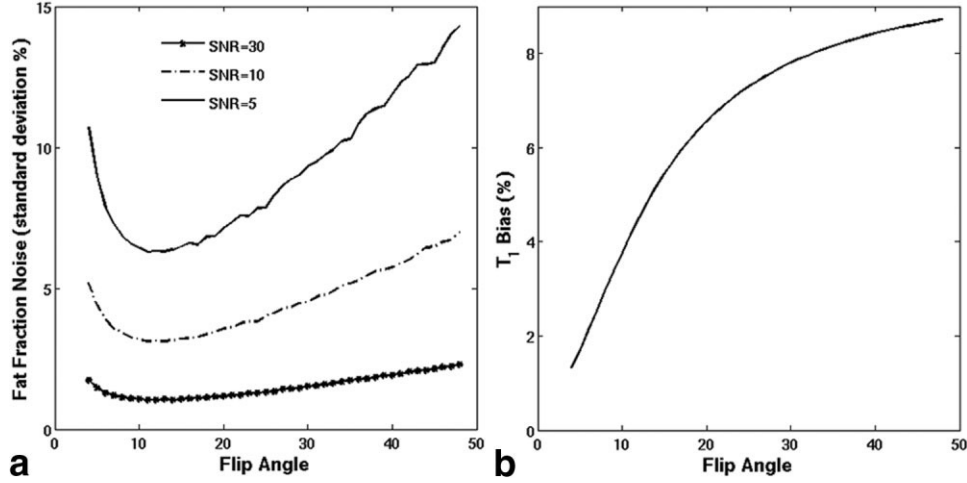 15
10
5
0
Fat Fraction Noise (standard deviation %)
SNR=30
SNR=10
SNR=5
0 10 20 30 40 50
Flip Angle
a
8
6
4
2
0
T1 Bias (%)
0 10 20 30 40 50
Flip Angle
b